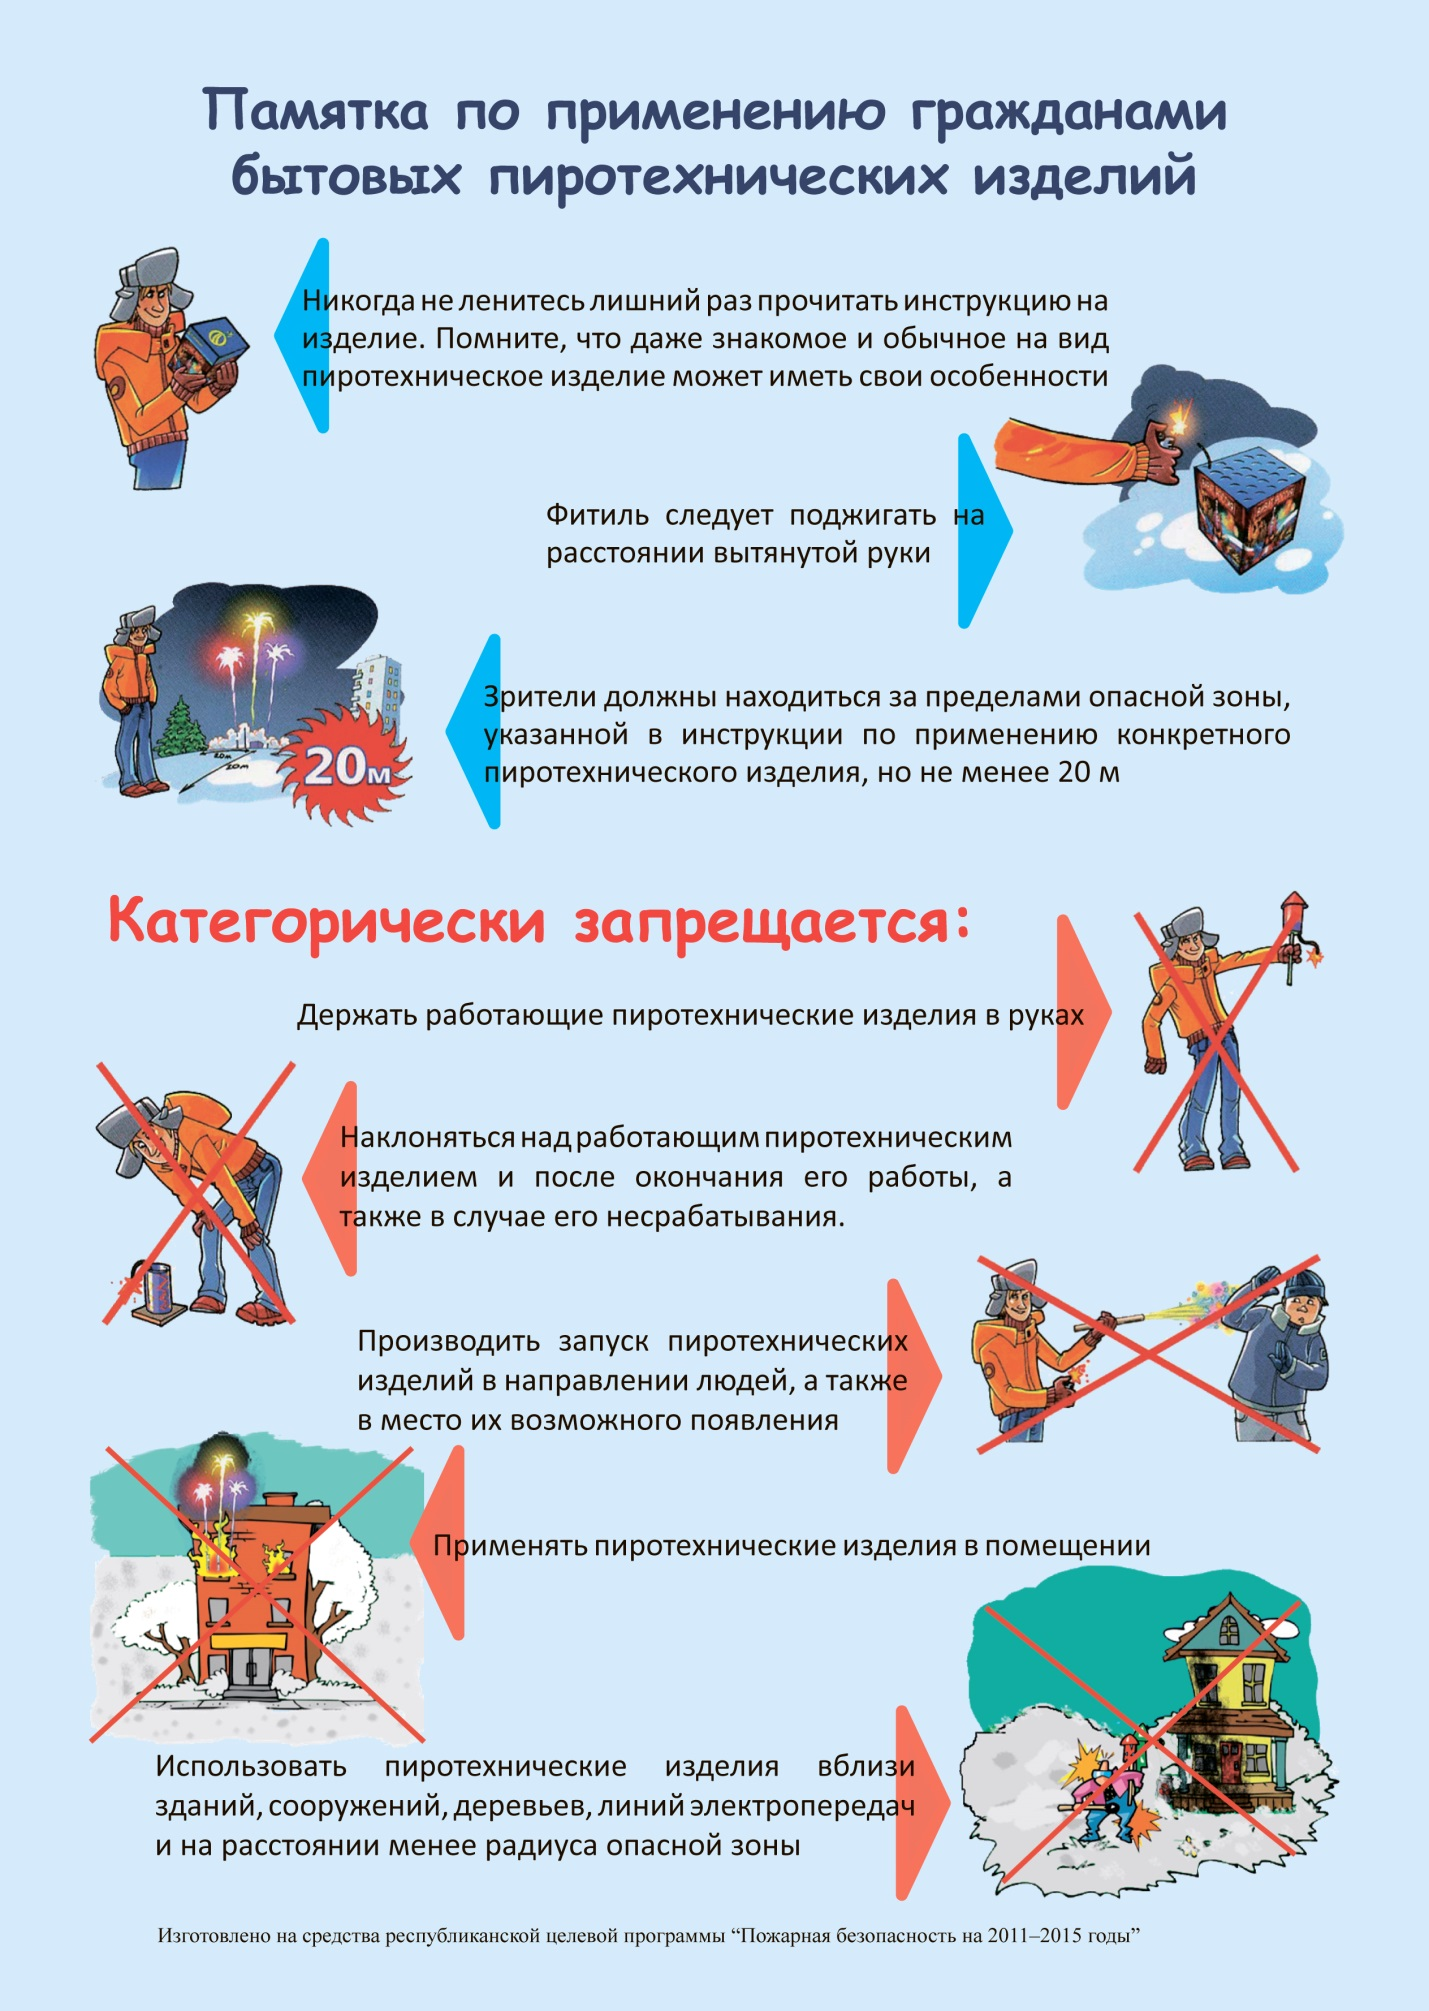 Памятка по применению гражданами
бытовых пиротехнических изделий
Никогда не ленитесь лишний раз прочитать инструкцию на
изделие. Помните, что даже знакомое и обычное на вид
пиротехническое изделие может иметь свои особенности
Фитиль следует поджигать на
расстоянии вытянутой руки
20м
20м
20м
Зрители должны находиться за пределами опасной зоны,
указанной в инструкции по применению конкретного
пиротехнического изделия, но не менее 20 м
Категорически запрещается:
Держать работающие пиротехнические изделия в руках
Наклоняться над работающим пиротехническим
изделием и после окончания его работы, а
также в случае его несрабатывания.
Производить запуск пиротехнических
изделий в направлении людей, а также
в место их возможного появления
Применять пиротехнические изделия в помещении
Использовать пиротехнические изделия вблизи
зданий, сооружений, деревьев, линий электропередач
и на расстоянии менее радиуса опасной зоны
Изготовлено на средства республиканской целевой программы “Пожарная безопасность на 2011–2015 годы”